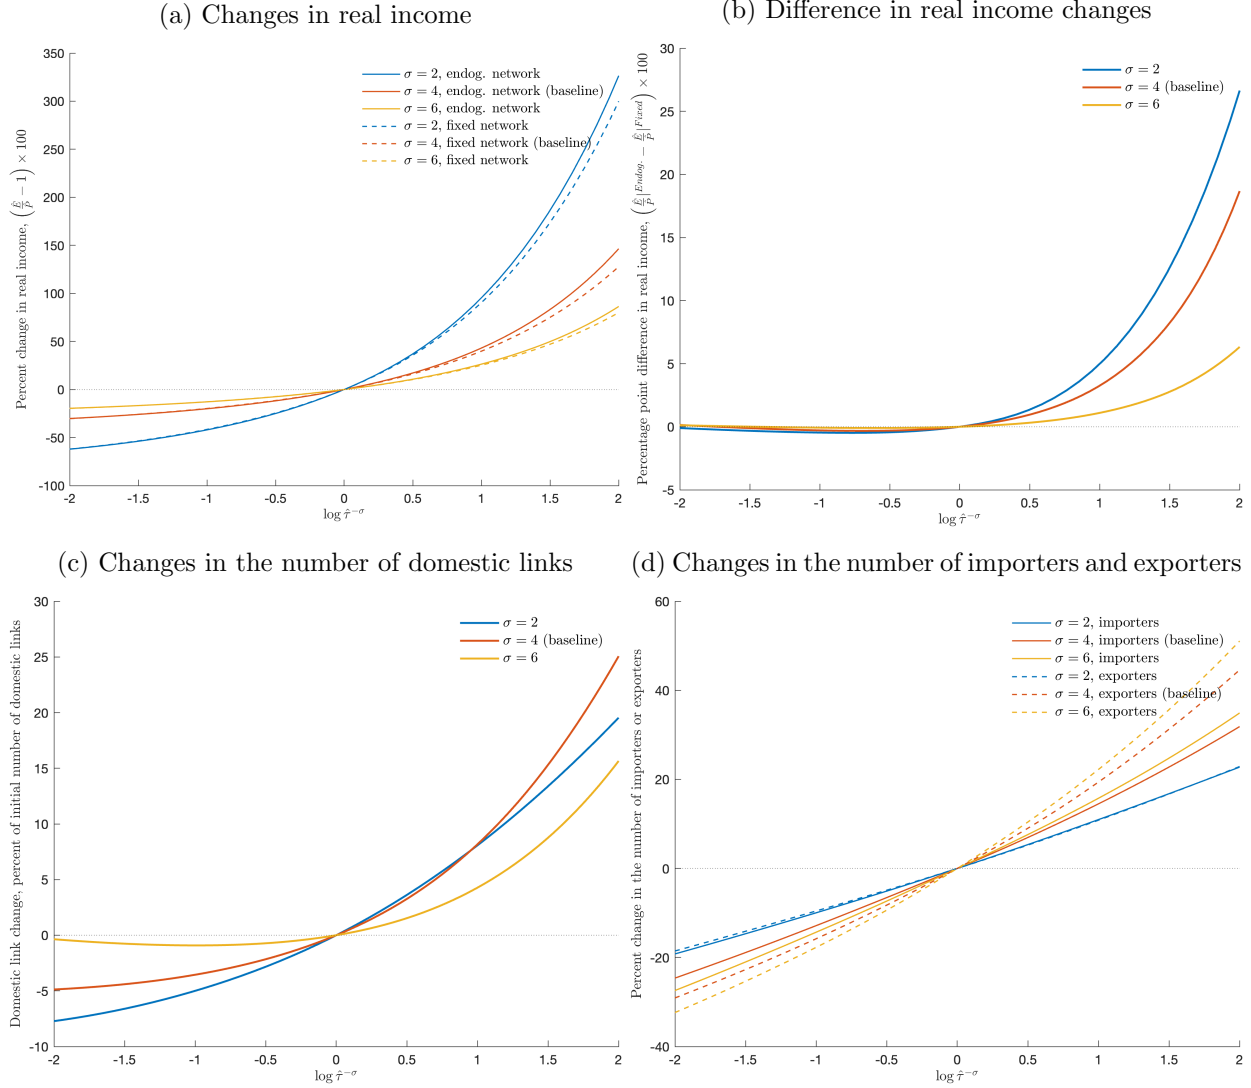 (a) Changes in real income
Percent change in real income, (Ê/P̂ − 1) × 100
350
300
250
200
150
100
50
0
-50
-100
σ = 2, endog. network
σ = 4, endog. network (baseline)
σ = 6, endog. network
σ = 2, fixed network
σ = 4, fixed network (baseline)
σ = 6, fixed network
-2 -1.5 -1 -0.5 0 0.5 1 1.5 2
log τ̂^{−σ}
(b) Difference in real income changes
Percentage point difference in real income, (Ê/P̂|^{Endog.} − Ê/P̂|^{Fixed}) × 100
30
25
20
15
10
5
0
-5
σ = 2
σ = 4 (baseline)
σ = 6
-2 -1.5 -1 -0.5 0 0.5 1 1.5 2
log τ̂^{−σ}
(c) Changes in the number of domestic links
Domestic link change, percent of initial number of domestic links
30
25
20
15
10
5
0
-5
-10
σ = 2
σ = 4 (baseline)
σ = 6
-2 -1.5 -1 -0.5 0 0.5 1 1.5 2
log τ̂^{−σ}
(d) Changes in the number of importers and exporters
Percent change in the number of importers or exporters
60
40
20
0
-20
-40
σ = 2, importers
σ = 4, importers (baseline)
σ = 6, importers
σ = 2, exporters
σ = 4, exporters (baseline)
σ = 6, exporters
-2 -1.5 -1 -0.5 0 0.5 1 1.5 2
log τ̂^{−σ}